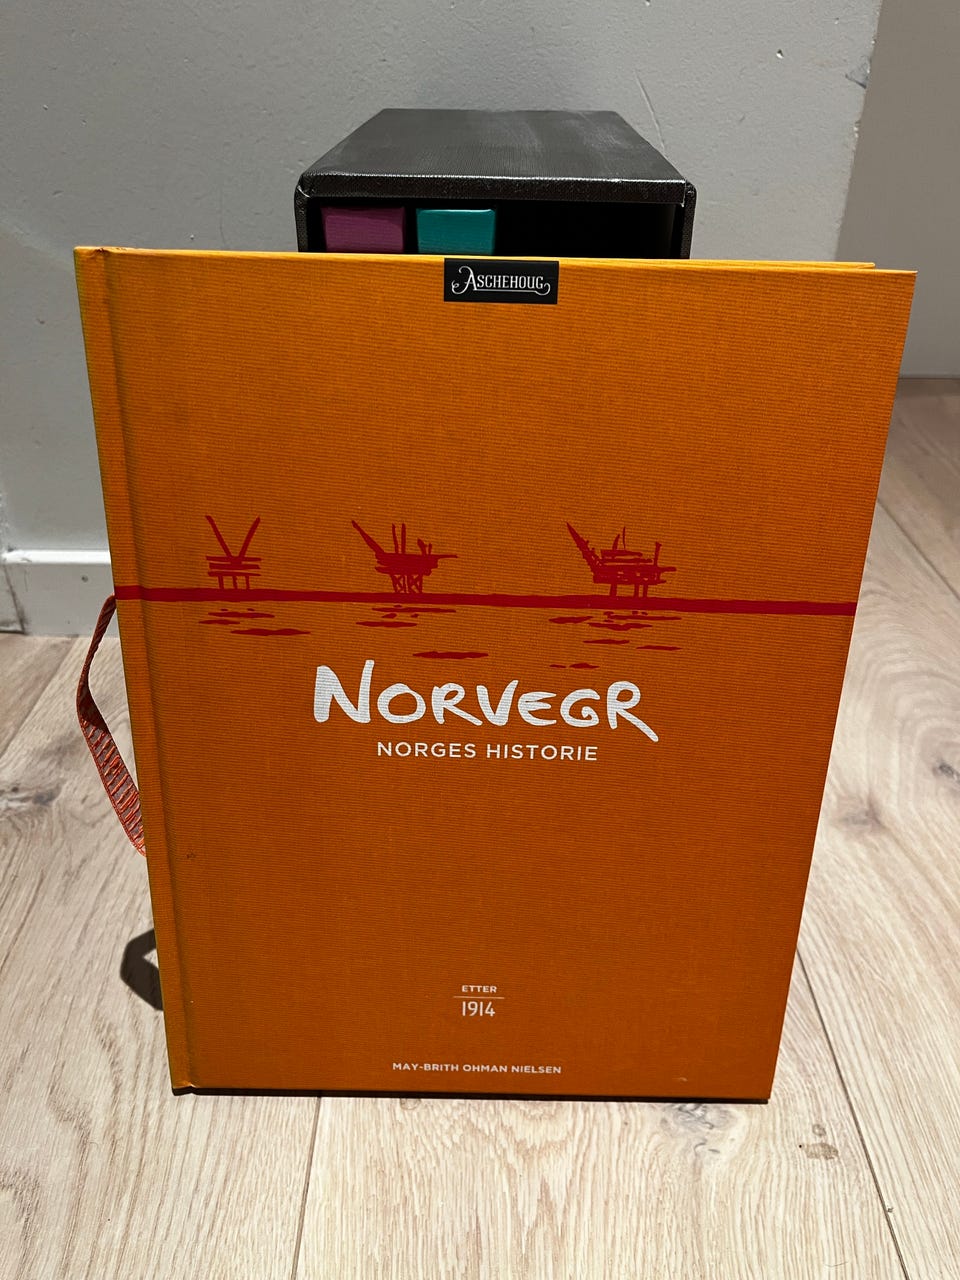 ASCHEHOUG
NORVEGR
NORGES HISTORIE
ETTER
1914
MAY-BRITH OHMAN NIELSEN